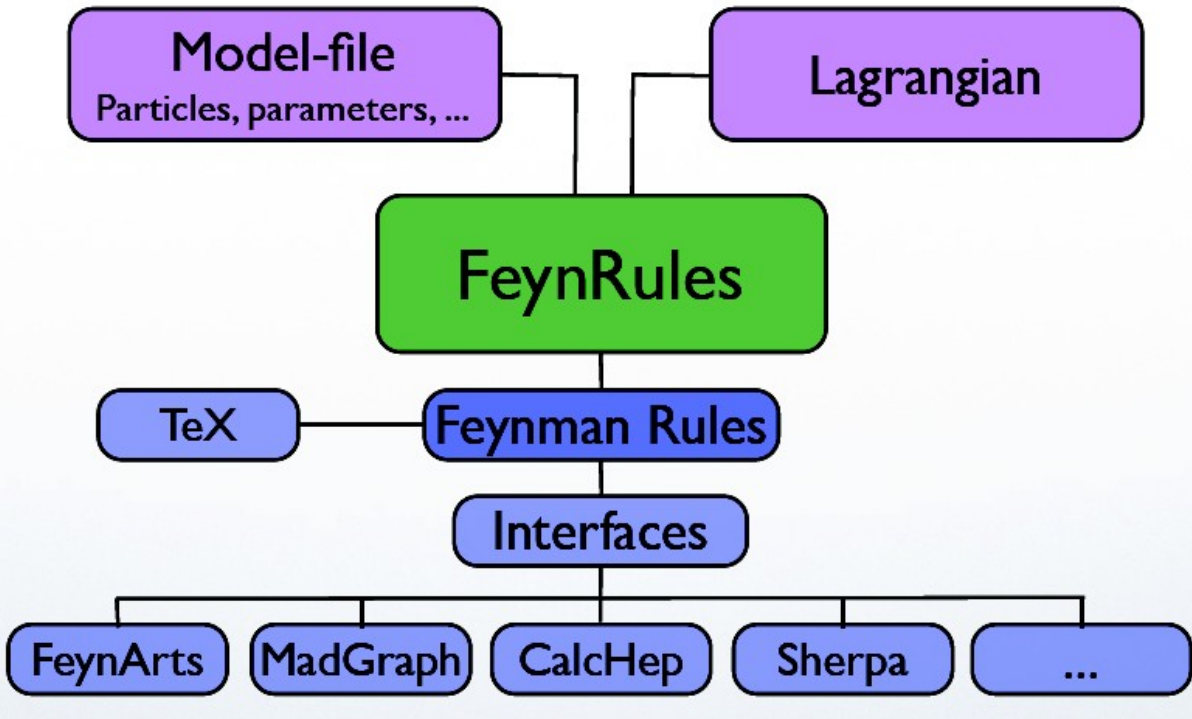 Model-file
Particles, parameters, ...
Lagrangian
FeynRules
TeX
Feynman Rules
Interfaces
FeynArts
MadGraph
CalcHep
Sherpa
...